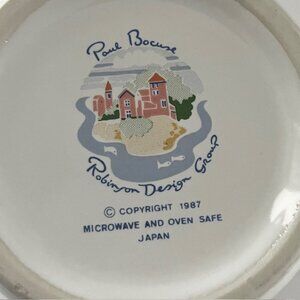 Paul Bocuse
Robinson Design Group
© COPYRIGHT 1987
MICROWAVE AND OVEN SAFE
JAPAN